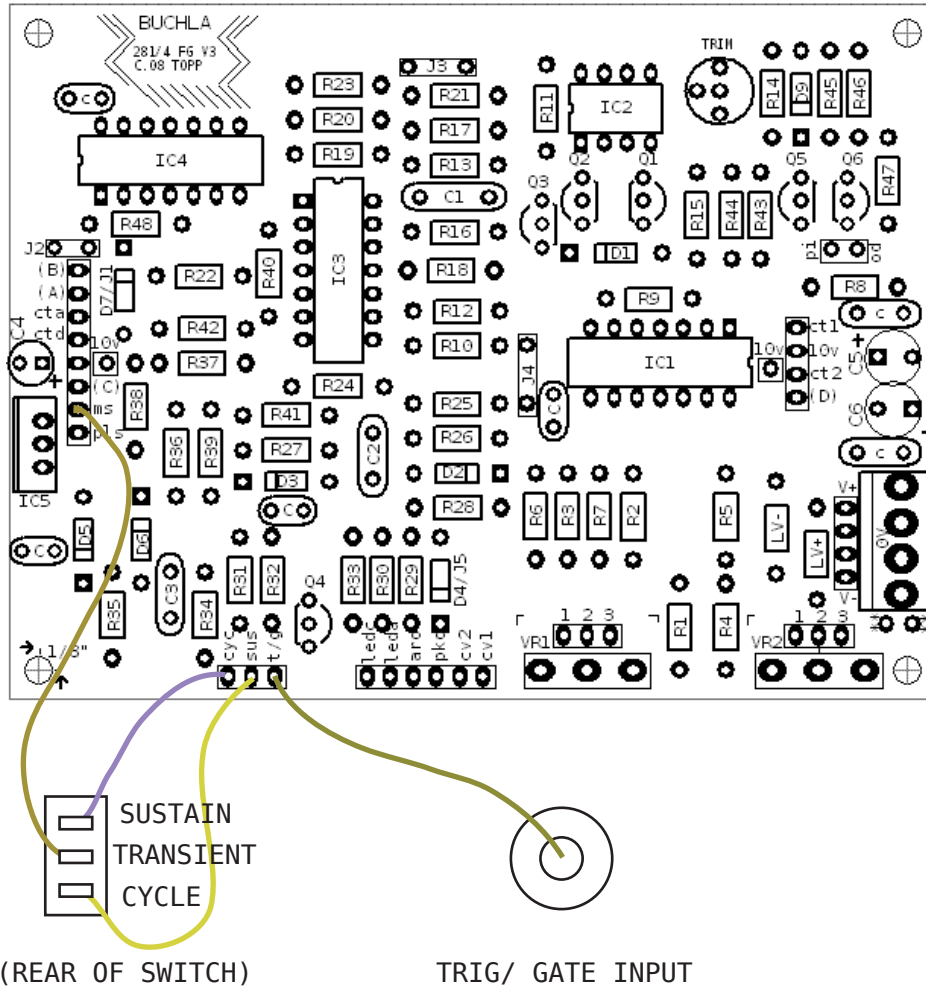 BUCHLA
281/4 FG V3
C.08 TOPP
J3
TRIM
C
R23
R21
R11
IC2
R14
D9
R45
R46
R20
R17
IC4
R19
R13
Q2
Q1
Q5
Q6
R47
Q3
C1
R48
R16
R15
R44
R43
J2
IC3
D1
pi
po
(B)
R40
R22
R18
R8
(A)
D7/J1
R9
C
cta
R12
ct1
C4
ctd
R42
R10
10v
10v
C5
10v
R37
J4
IC1
ct2
(C)
R24
(D)
ms
R38
R41
R25
C
C6
pls
R36
R39
R27
C2
R26
C
IC5
D3
D2
V+
0V
C
R28
R6
R3
R7
R2
R5
LV-
D5
D6
LV+
C
C3
R31
R32
Q4
R33
R30
R29
D4/J5
V-
R35
R34
R1
R4
1 2 3
1 2 3
VR1
VR2
1/8"
cyc
sus
t/g
ledc
leda
ard
pkd
cv2
cv1
SUSTAIN
TRANSIENT
CYCLE
(REAR OF SWITCH)
TRIG/ GATE INPUT